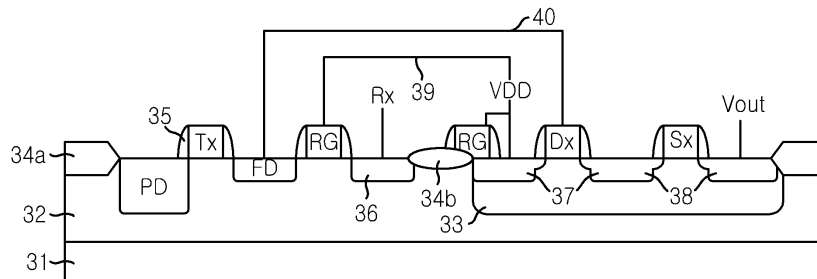 40
39
VDD
Rx
Vout
35
Tx
RG
RG
Dx
Sx
34a
FD
PD
36
34b
37
38
33
32
31